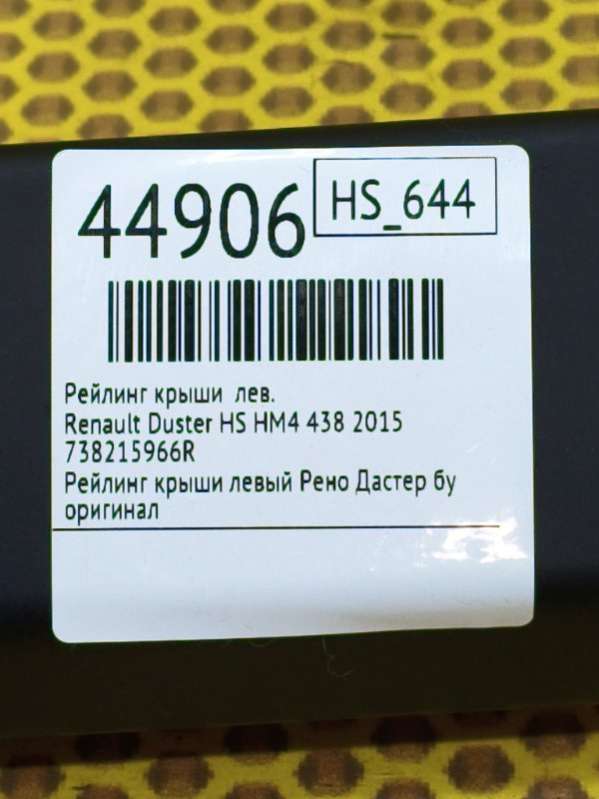 44906
HS_644
Рейлинг крыши лев.
Renault Duster HS HM4 438 2015
738215966R
Рейлинг крыши левый Рено Дастер бу
оригинал